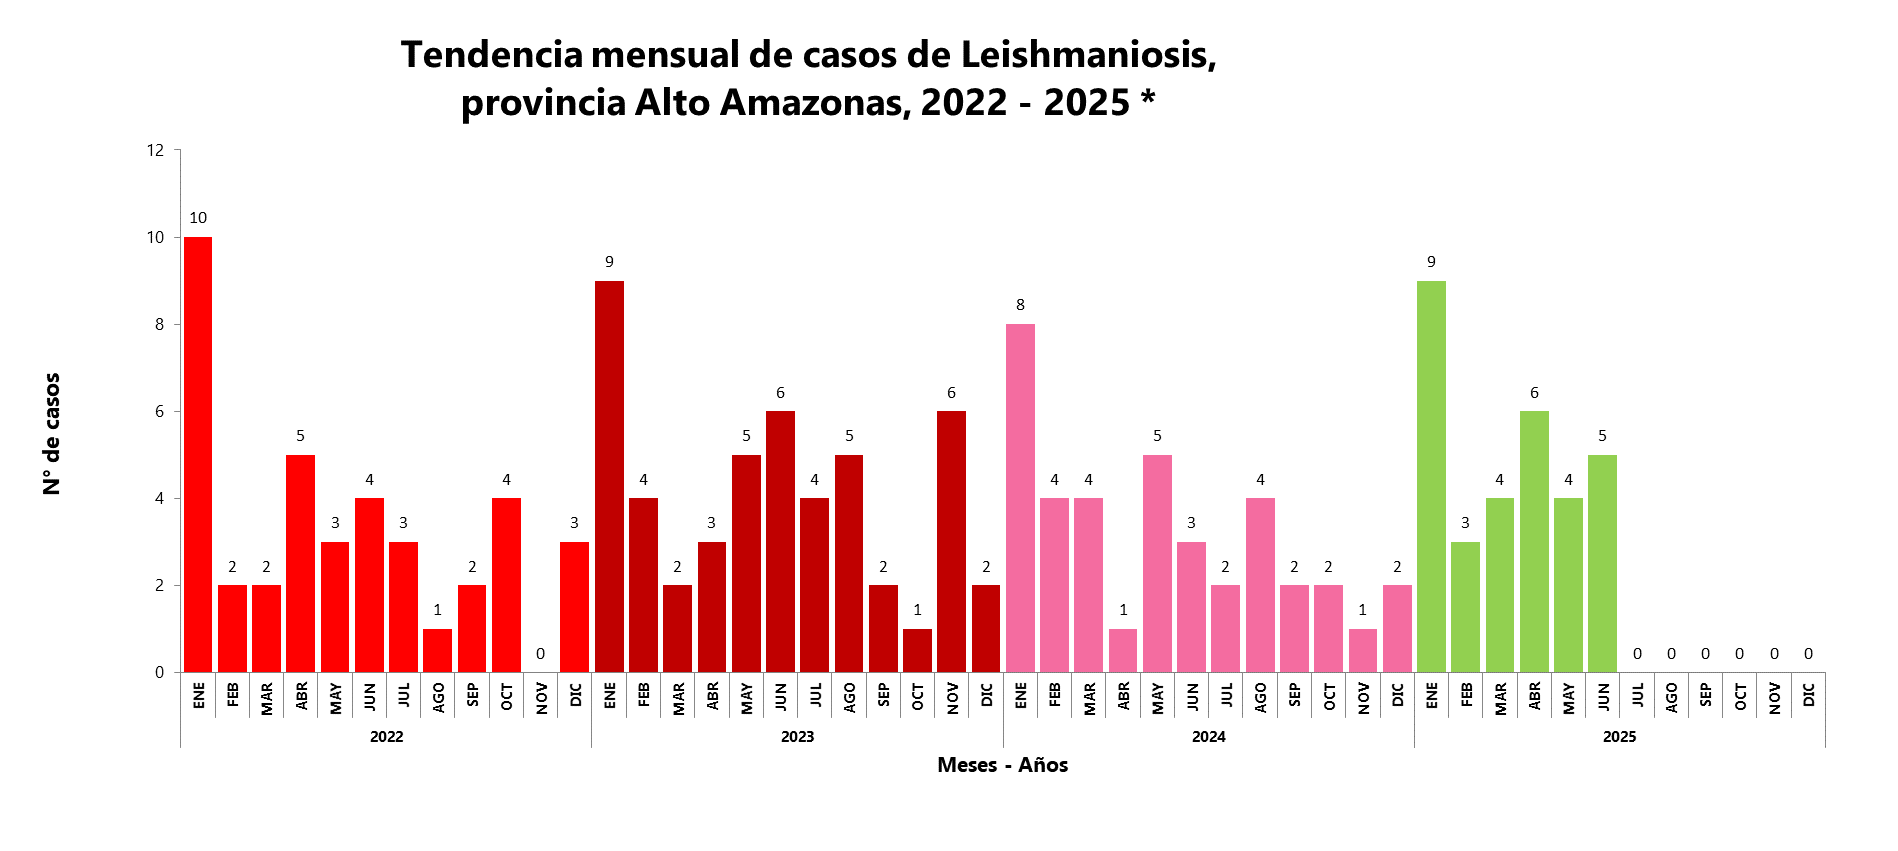 Tendencia mensual de casos de Leishmaniosis,
provincia Alto Amazonas, 2022 - 2025 *
N° de casos
12
10
8
6
4
2
0
10 2 2 5 3 4 3 1 2 4 0 3 9 4 2 3 5 6 4 5 2 1 6 2 8 4 4 1 5 3 2 4 2 2 1 2 9 3 4 6 4 5 0 0 0 0 0 0
ENE FEB MAR ABR MAY JUN JUL AGO SEP OCT NOV DIC ENE FEB MAR ABR MAY JUN JUL AGO SEP OCT NOV DIC ENE FEB MAR ABR MAY JUN JUL AGO SEP OCT NOV DIC ENE FEB MAR ABR MAY JUN JUL AGO SEP OCT NOV DIC
2022 2023 2024 2025
Meses - Años